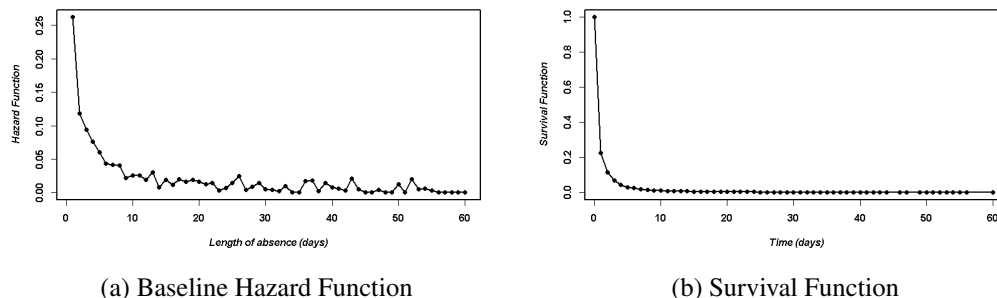 Hazard Function
0.25
0.20
0.15
0.10
0.05
0.00
0 10 20 30 40 50 60
Length of absence (days)
(a) Baseline Hazard Function
Survival Function
1.0
0.8
0.6
0.4
0.2
0.0
0 10 20 30 40 50 60
Time (days)
(b) Survival Function